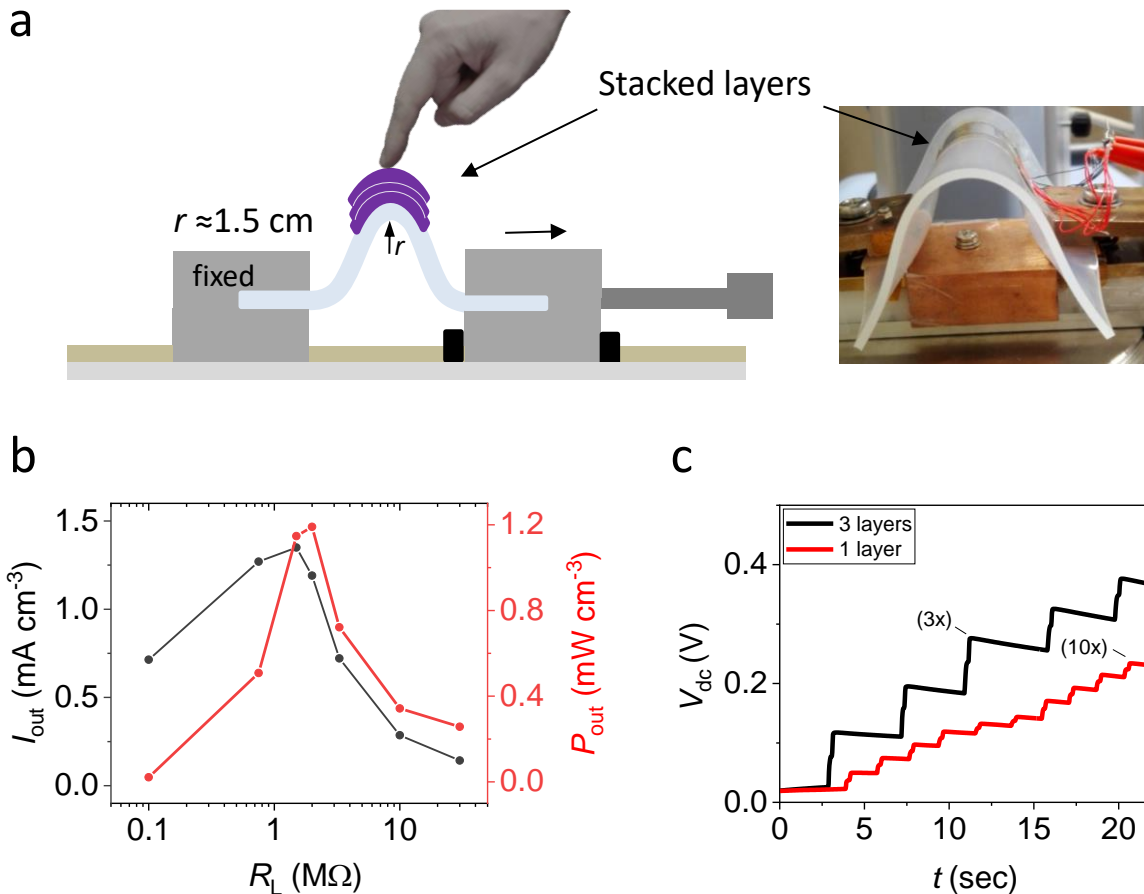 a
Stacked layers
r ≈1.5 cm
r
fixed
b
1.5
1.0
0.5
0.0
I_out (mA cm⁻³)
1.2
0.8
0.4
0.0
P_out (mW cm⁻³)
0.1
1
10
R_L (MΩ)
c
3 layers
1 layer
(3x)
(10x)
0.4
0.2
0.0
V_dc (V)
0
5
10
15
20
t (sec)